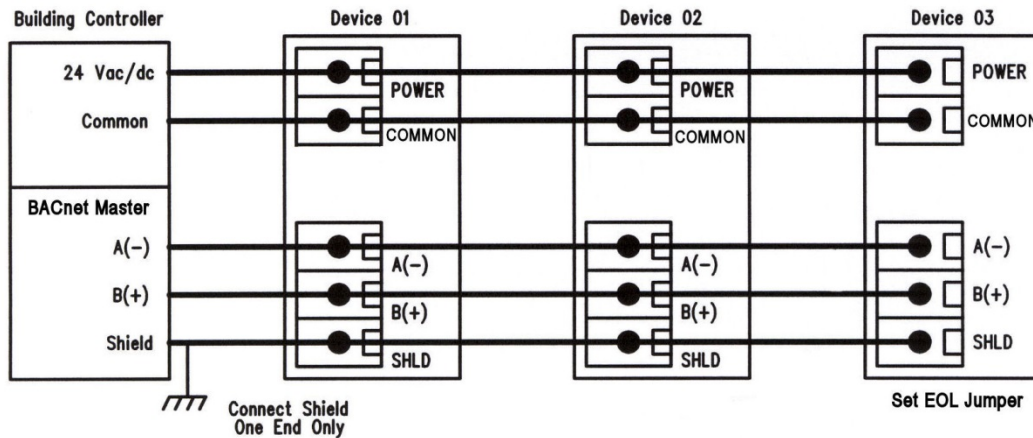 Building Controller
Device 01
Device 02
Device 03
24 Vac/dc
POWER
POWER
POWER
Common
COMMON
COMMON
COMMON
BACnet Master
A(-)
A(-)
A(-)
A(-)
B(+)
B(+)
B(+)
B(+)
Shield
SHLD
SHLD
SHLD
Connect Shield
One End Only
Set EOL Jumper